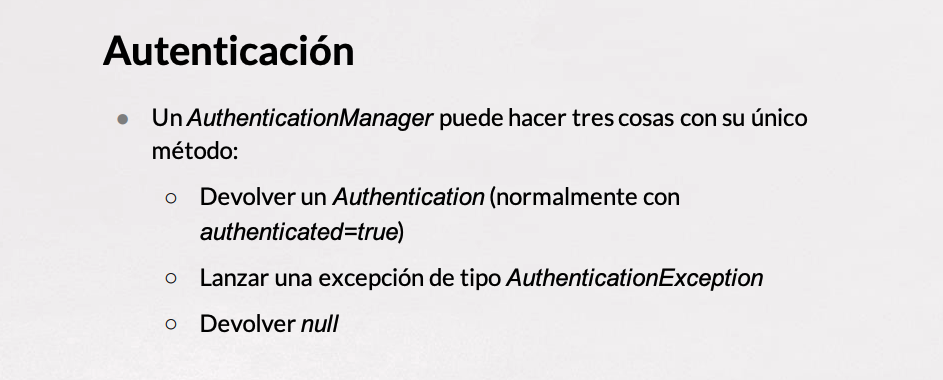 Autenticación
● Un AuthenticationManager puede hacer tres cosas con su único
método:
○ Devolver un Authentication (normalmente con
authenticated=true)
○ Lanzar una excepción de tipo AuthenticationException
○ Devolver null